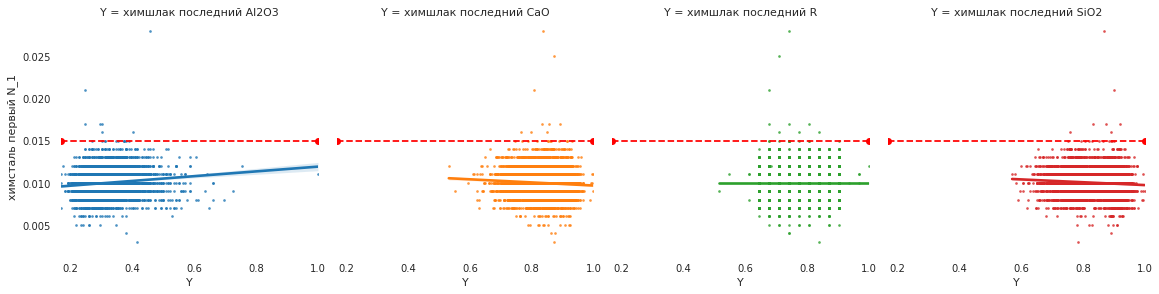 Y = химшлак последний Al2O3
Y = химшлак последний CaO
Y = химшлак последний R
Y = химшлак последний SiO2
химсталь первый N_1
0.025
0.020
0.015
0.010
0.005
0.2 0.4 0.6 0.8 1.0
0.2 0.4 0.6 0.8 1.0
0.2 0.4 0.6 0.8 1.0
0.2 0.4 0.6 0.8 1.0
Y
Y
Y
Y